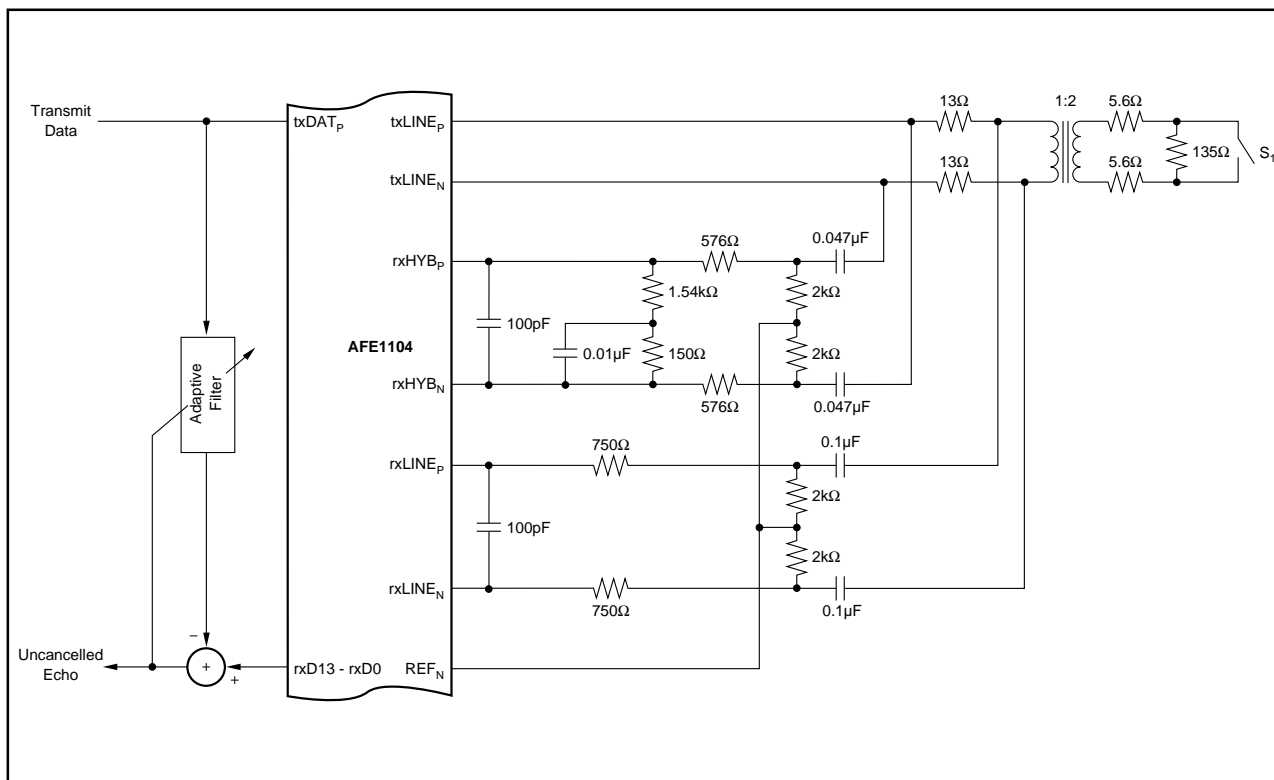 Transmit
Data
txDATP
txLINEP
13Ω
1:2
5.6Ω
135Ω
S1
txLINEN
13Ω
5.6Ω
rxHYBP
576Ω
0.047µF
1.54kΩ
2kΩ
100pF
AFE1104
0.01µF
150Ω
2kΩ
rxHYBN
576Ω
0.047µF
Adaptive
Filter
rxLINEP
750Ω
0.1µF
2kΩ
100pF
2kΩ
rxLINEN
750Ω
0.1µF
Uncancelled
Echo
–
+
+
rxD13 - rxD0
REFN